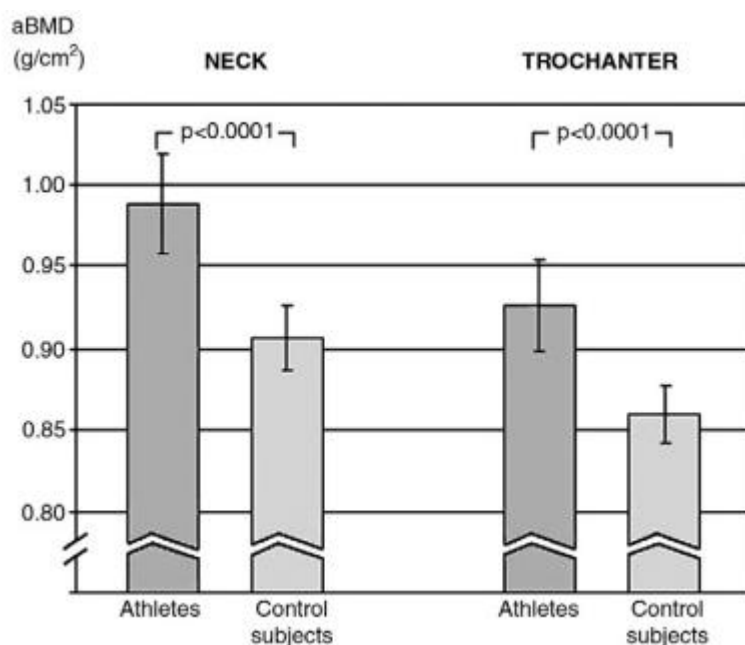 aBMD
(g/cm²)
NECK
TROCHANTER
1.05
p<0.0001
p<0.0001
1.00
0.95
0.90
0.85
0.80
Athletes
Control
subjects
Athletes
Control
subjects